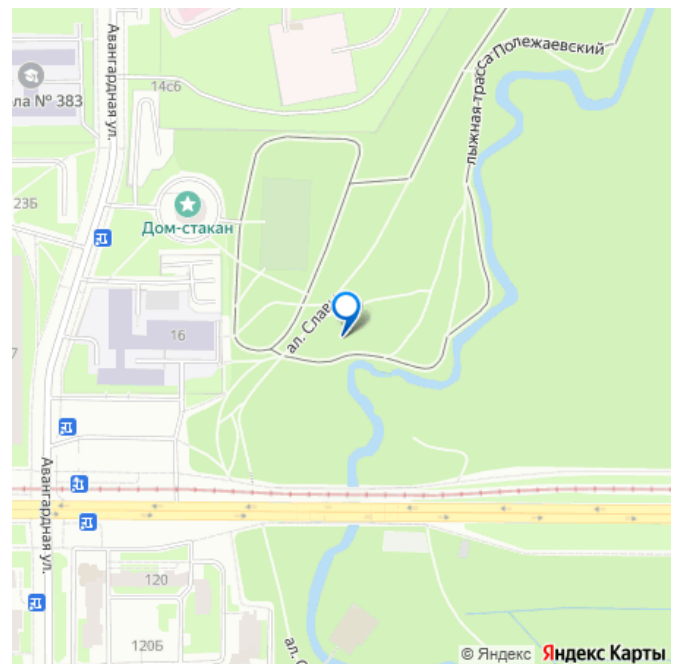 Авангардная ул.
14с6
лыжная трасса Полежаевский
ла № 383
23Б
Дом-стакан
ал. Слав
16
7
Авангардная ул.
120
120Б
ал. С
© Яндекс Яндекс Карты